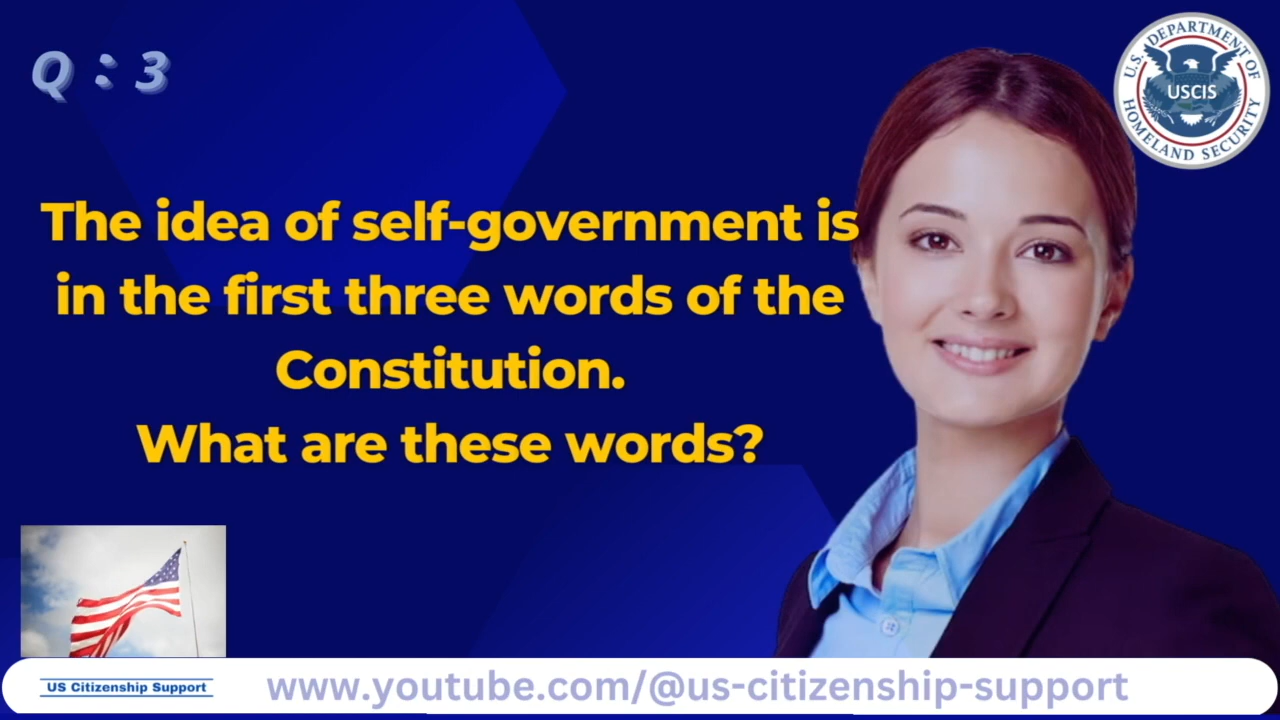 Q : 3
U.S. DEPARTMENT OF HOMELAND SECURITY
USCIS
The idea of self-government is
in the first three words of the
Constitution.
What are these words?
US Citizenship Support
www.youtube.com/@us-citizenship-support